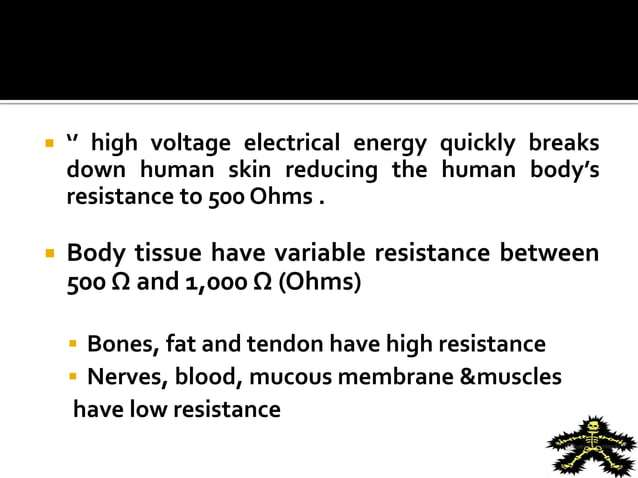 ‘’ high voltage electrical energy quickly breaks
down human skin reducing the human body’s
resistance to 500 Ohms .
Body tissue have variable resistance between
500 Ω and 1,000 Ω (Ohms)
Bones, fat and tendon have high resistance
Nerves, blood, mucous membrane &muscles
have low resistance